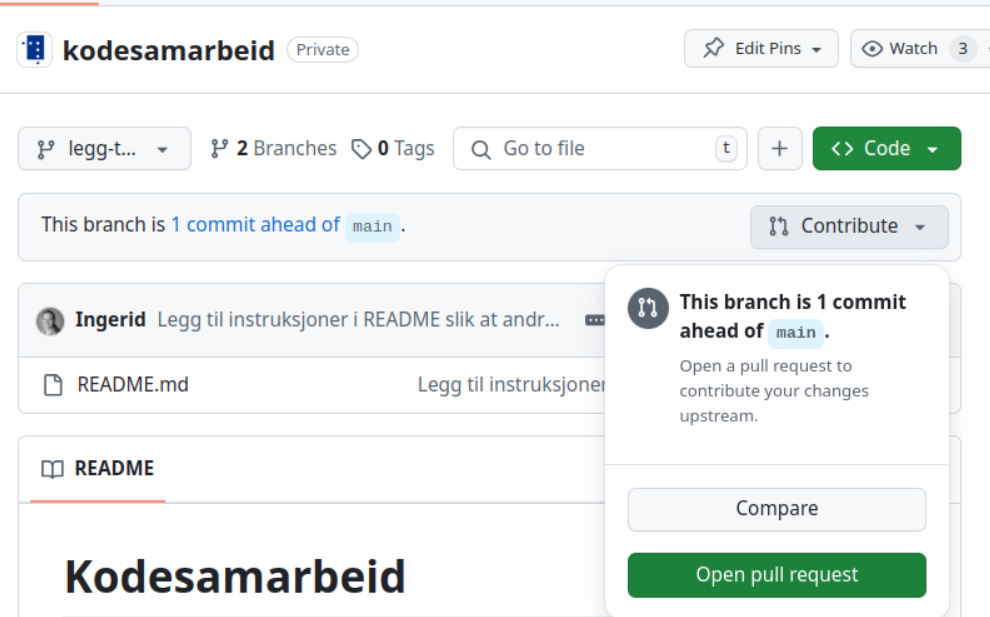 kodesamarbeid Private Edit Pins Watch 3
legg-t... 2 Branches 0 Tags Go to file t + Code
This branch is 1 commit ahead of main.
Contribute
Ingerid Legg til instruksjoner i README slik at andr...
README.md Legg til instruksjoner
README
Kodesamarbeid
This branch is 1 commit
ahead of main.
Open a pull request to
contribute your changes
upstream.
Compare
Open pull request